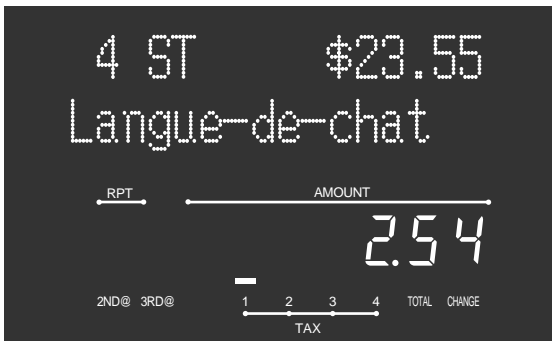 4 ST $23.55
Langue-de-chat
RPT AMOUNT
2.54
2ND@ 3RD@ 1 2 3 4 TOTAL CHANGE
TAX